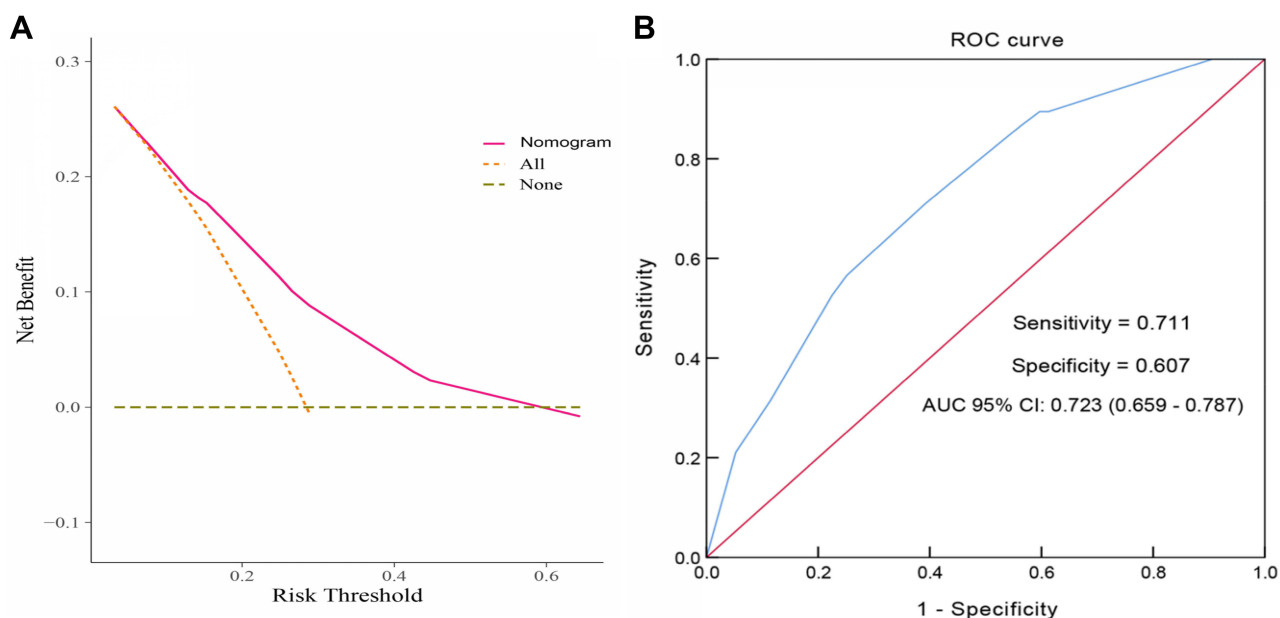 A
0.3
0.2
0.1
0.0
−0.1
Net Benefit
Nomogram
All
None
0.2 0.4 0.6
Risk Threshold
B
ROC curve
1.0
0.8
0.6
0.4
0.2
0.0
Sensitivity
Sensitivity = 0.711
Specificity = 0.607
AUC 95% CI: 0.723 (0.659 - 0.787)
0.0 0.2 0.4 0.6 0.8 1.0
1 - Specificity